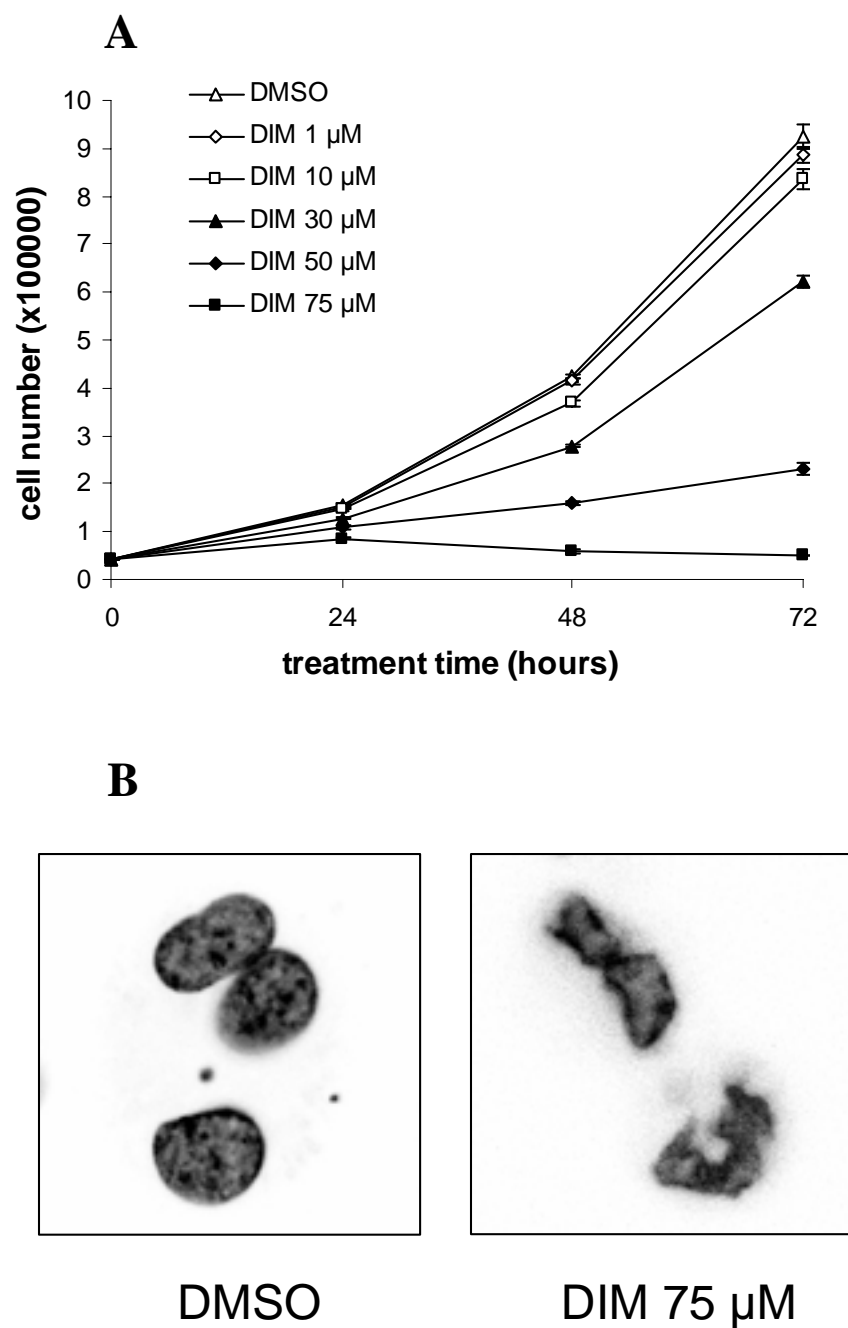 A
DMSO
DIM 1 µM
DIM 10 µM
DIM 30 µM
DIM 50 µM
DIM 75 µM
10
9
8
7
6
5
4
3
2
1
0
cell number (x100000)
0 24 48 72
treatment time (hours)
B
DMSO DIM 75 µM